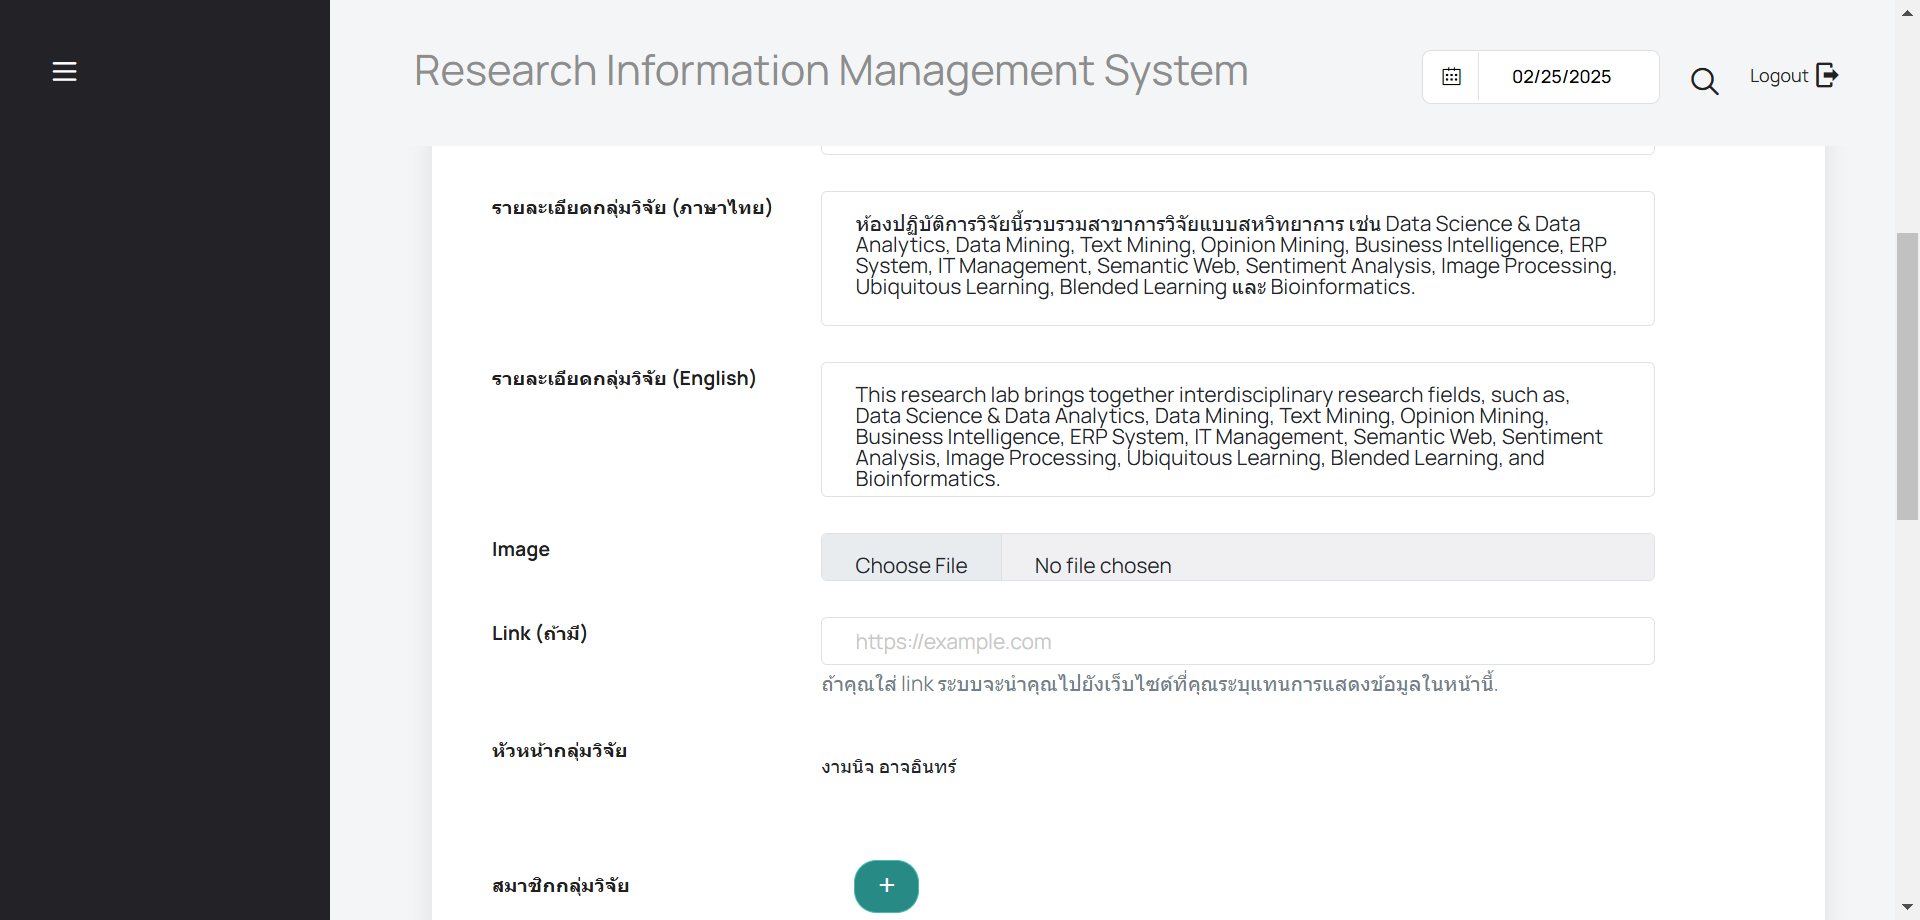 Research Information Management System
02/25/2025
Logout
รายละเอียดกลุ่มวิจัย (ภาษาไทย)
ห้องปฏิบัติการวิจัยนี้รวบรวมสาขาการวิจัยแบบสหวิทยาการ เช่น Data Science & Data
Analytics, Data Mining, Text Mining, Opinion Mining, Business Intelligence, ERP
System, IT Management, Semantic Web, Sentiment Analysis, Image Processing,
Ubiquitous Learning, Blended Learning และ Bioinformatics.
รายละเอียดกลุ่มวิจัย (English)
This research lab brings together interdisciplinary research fields, such as,
Data Science & Data Analytics, Data Mining, Text Mining, Opinion Mining,
Business Intelligence, ERP System, IT Management, Semantic Web, Sentiment
Analysis, Image Processing, Ubiquitous Learning, Blended Learning, and
Bioinformatics.
Image
Choose File No file chosen
Link (ถ้ามี)
https://example.com
ถ้าคุณใส่ link ระบบจะนำคุณไปยังเว็บไซต์ที่คุณระบุแทนการแสดงข้อมูลในหน้านี้.
หัวหน้ากลุ่มวิจัย
งามนิจ อาจอินทร์
สมาชิกกลุ่มวิจัย
+